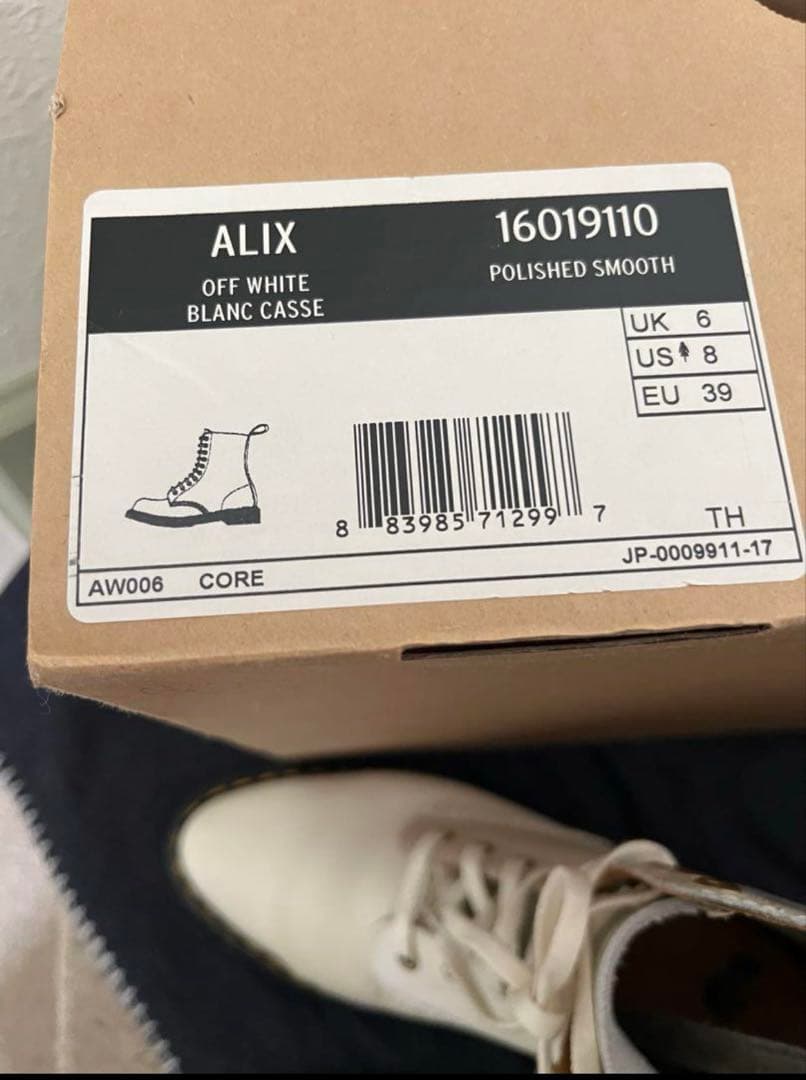 ALIX
16019110
OFF WHITE
POLISHED SMOOTH
BLANC CASSE
UK 6
US 8
EU 39
8 83985 71299 7
TH
JP-0009911-17
AW006 CORE